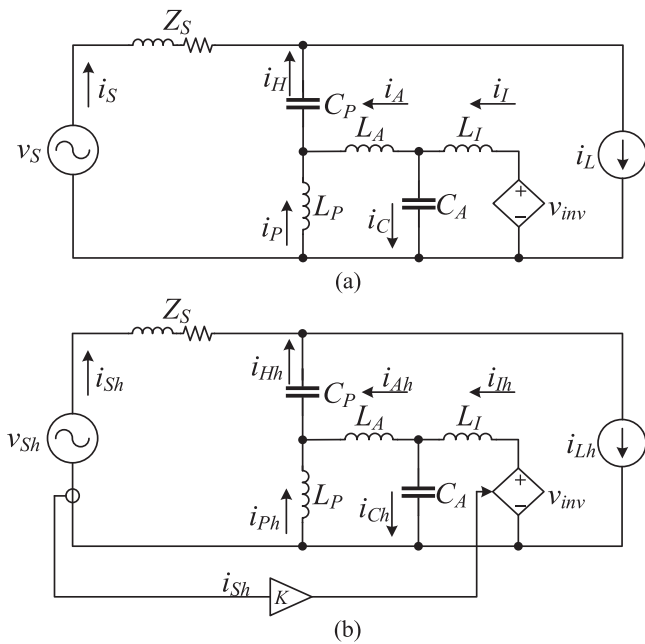 Z_S
i_S
v_S
i_H
C_P
i_A
L_A
i_I
L_I
i_P
L_P
i_C
C_A
v_inv
i_L
(a)
Z_S
i_Sh
v_Sh
i_Hh
C_P
i_Ah
L_A
i_Ih
L_I
i_Ph
L_P
i_Ch
C_A
v_inv
i_Lh
i_Sh
K
(b)